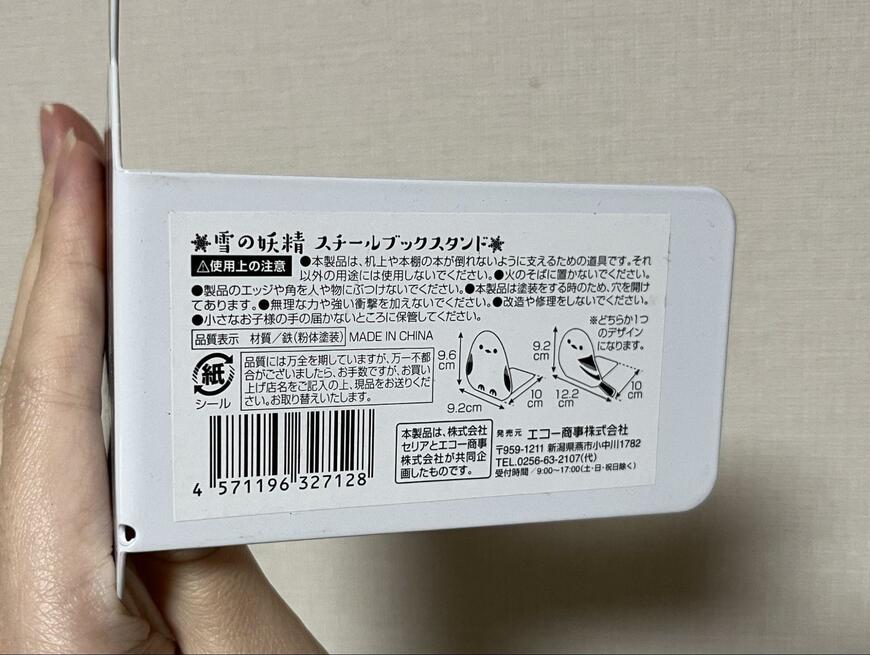 雪の妖精 スチールブックスタンド
⚠使用上の注意 ●本製品は、机上や本棚の本が倒れないように支えるための道具です。それ
以外の用途には使用しないでください。●火のそばに置かないでください。
●製品のエッジや角を人や物にぶつけないでください。●本製品は塗装をする時のため、穴を開け
てあります。●無理な力や強い衝撃を加えないでください。●改造や修理をしないでください。
●小さなお子様の手の届かないところに保管してください。
品質表示 材質/鉄(粉体塗装) MADE IN CHINA
※どちらか1つ
のデザイン
になります。
紙
シール
品質には万全を期していますが、万一不都
合がございましたら、お手数ですが、お買い
上げ店名をご記入の上、現品をお送りくだ
さい。お取り替えいたします。
9.6
cm
9.2cm
10
cm
9.2
cm
12.2
cm
10
cm
4 571196 327128
本製品は、株式会社
セリアとエコー商事
株式会社が共同企
画したものです。
発売元 エコー商事株式会社
〒959-1211 新潟県燕市小中川1782
TEL.0256-63-2107(代)
受付時間/9:00~17:00(土・日・祝日除く)